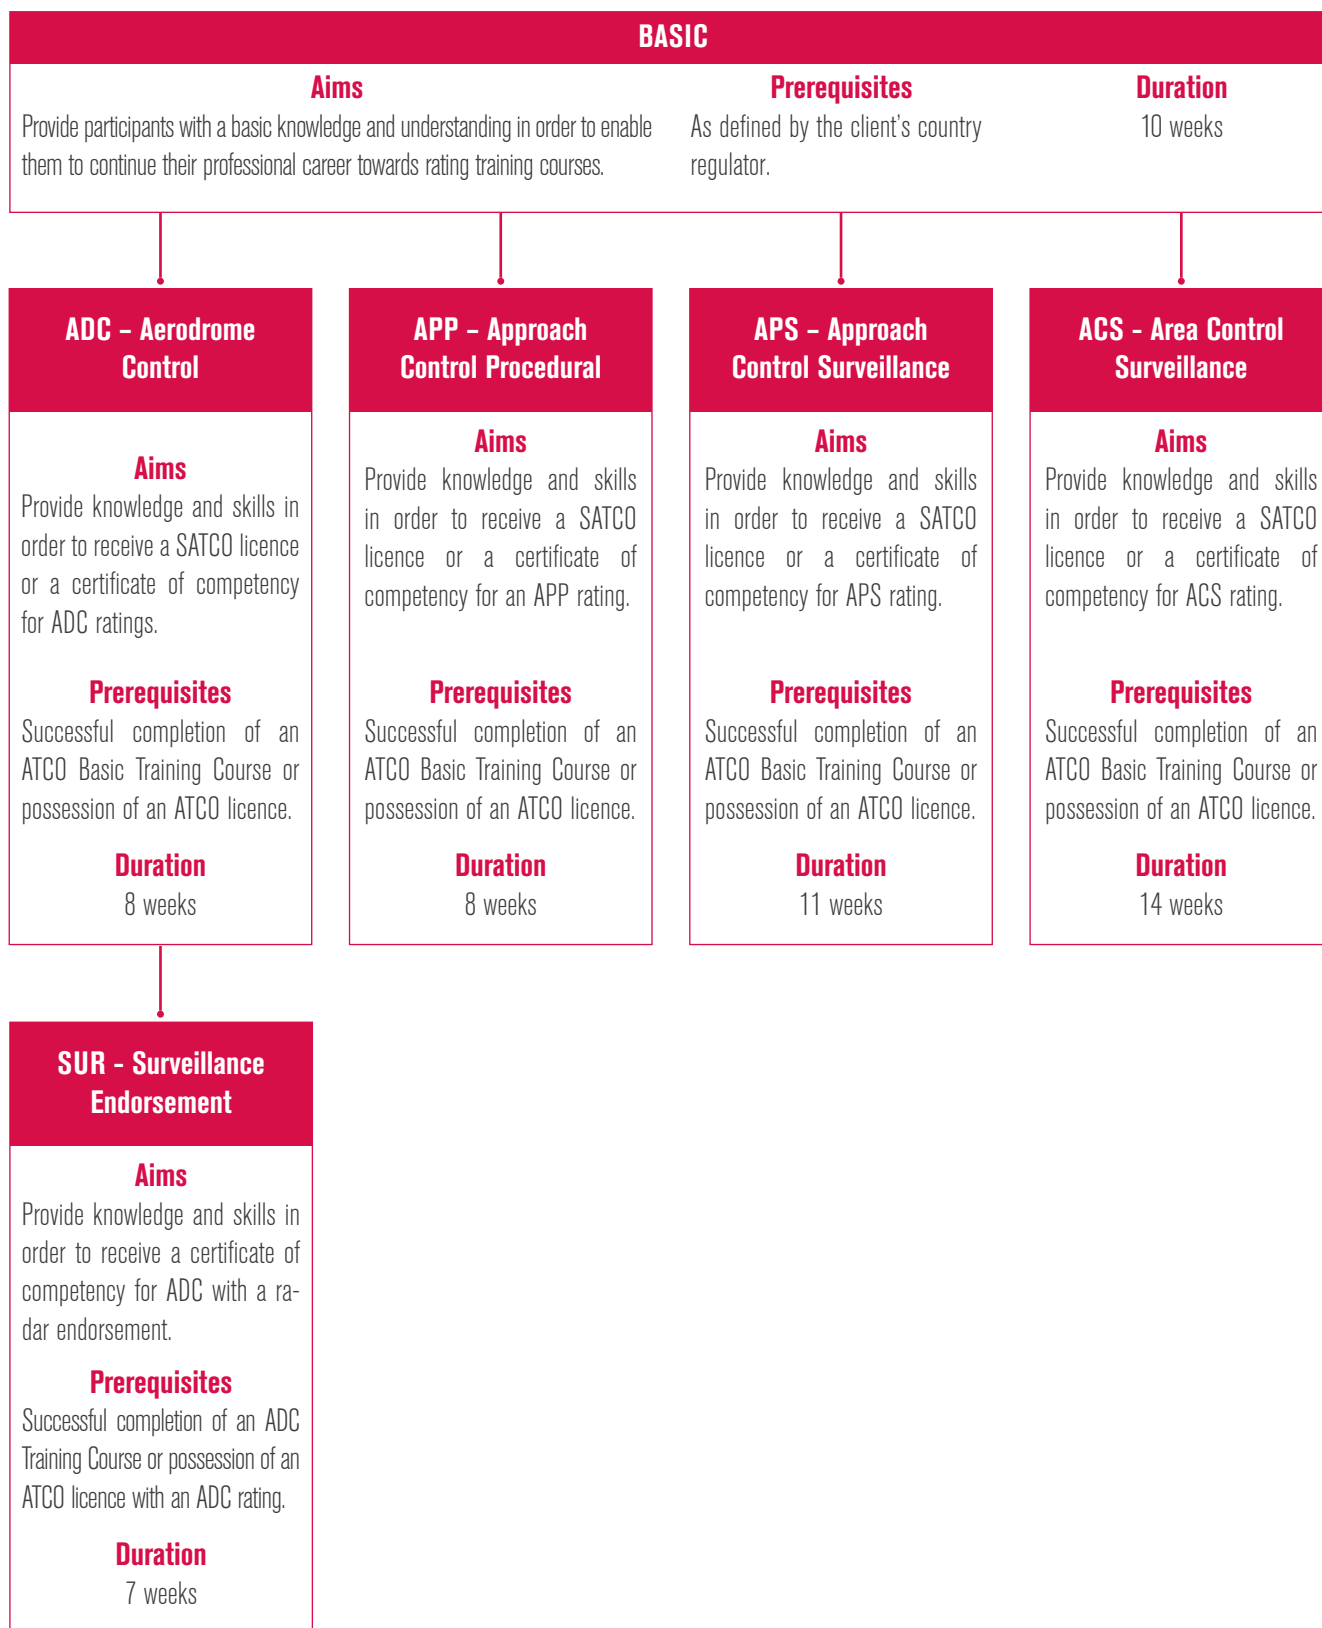 BASIC
Aims
Provide participants with a basic knowledge and understanding in order to enable
them to continue their professional career towards rating training courses.
Prerequisites
As defined by the client's country
regulator.
Duration
10 weeks
ADC – Aerodrome
Control
Aims
Provide knowledge and skills in
order to receive a SATCO licence
or a certificate of competency
for ADC ratings.
Prerequisites
Successful completion of an
ATCO Basic Training Course or
possession of an ATCO licence.
Duration
8 weeks
APP – Approach
Control Procedural
Aims
Provide knowledge and skills
in order to receive a SATCO
licence or a certificate of
competency for an APP rating.
Prerequisites
Successful completion of an
ATCO Basic Training Course or
possession of an ATCO licence.
Duration
8 weeks
APS – Approach
Control Surveillance
Aims
Provide knowledge and skills
in order to receive a SATCO
licence or a certificate of
competency for APS rating.
Prerequisites
Successful completion of an
ATCO Basic Training Course or
possession of an ATCO licence.
Duration
11 weeks
ACS - Area Control
Surveillance
Aims
Provide knowledge and skills
in order to receive a SATCO
licence or a certificate of
competency for ACS rating.
Prerequisites
Successful completion of an
ATCO Basic Training Course or
possession of an ATCO licence.
Duration
14 weeks
SUR - Surveillance
Endorsement
Aims
Provide knowledge and skills in
order to receive a certificate of
competency for ADC with a ra-
dar endorsement.
Prerequisites
Successful completion of an ADC
Training Course or possession of an
ATCO licence with an ADC rating.
Duration
7 weeks